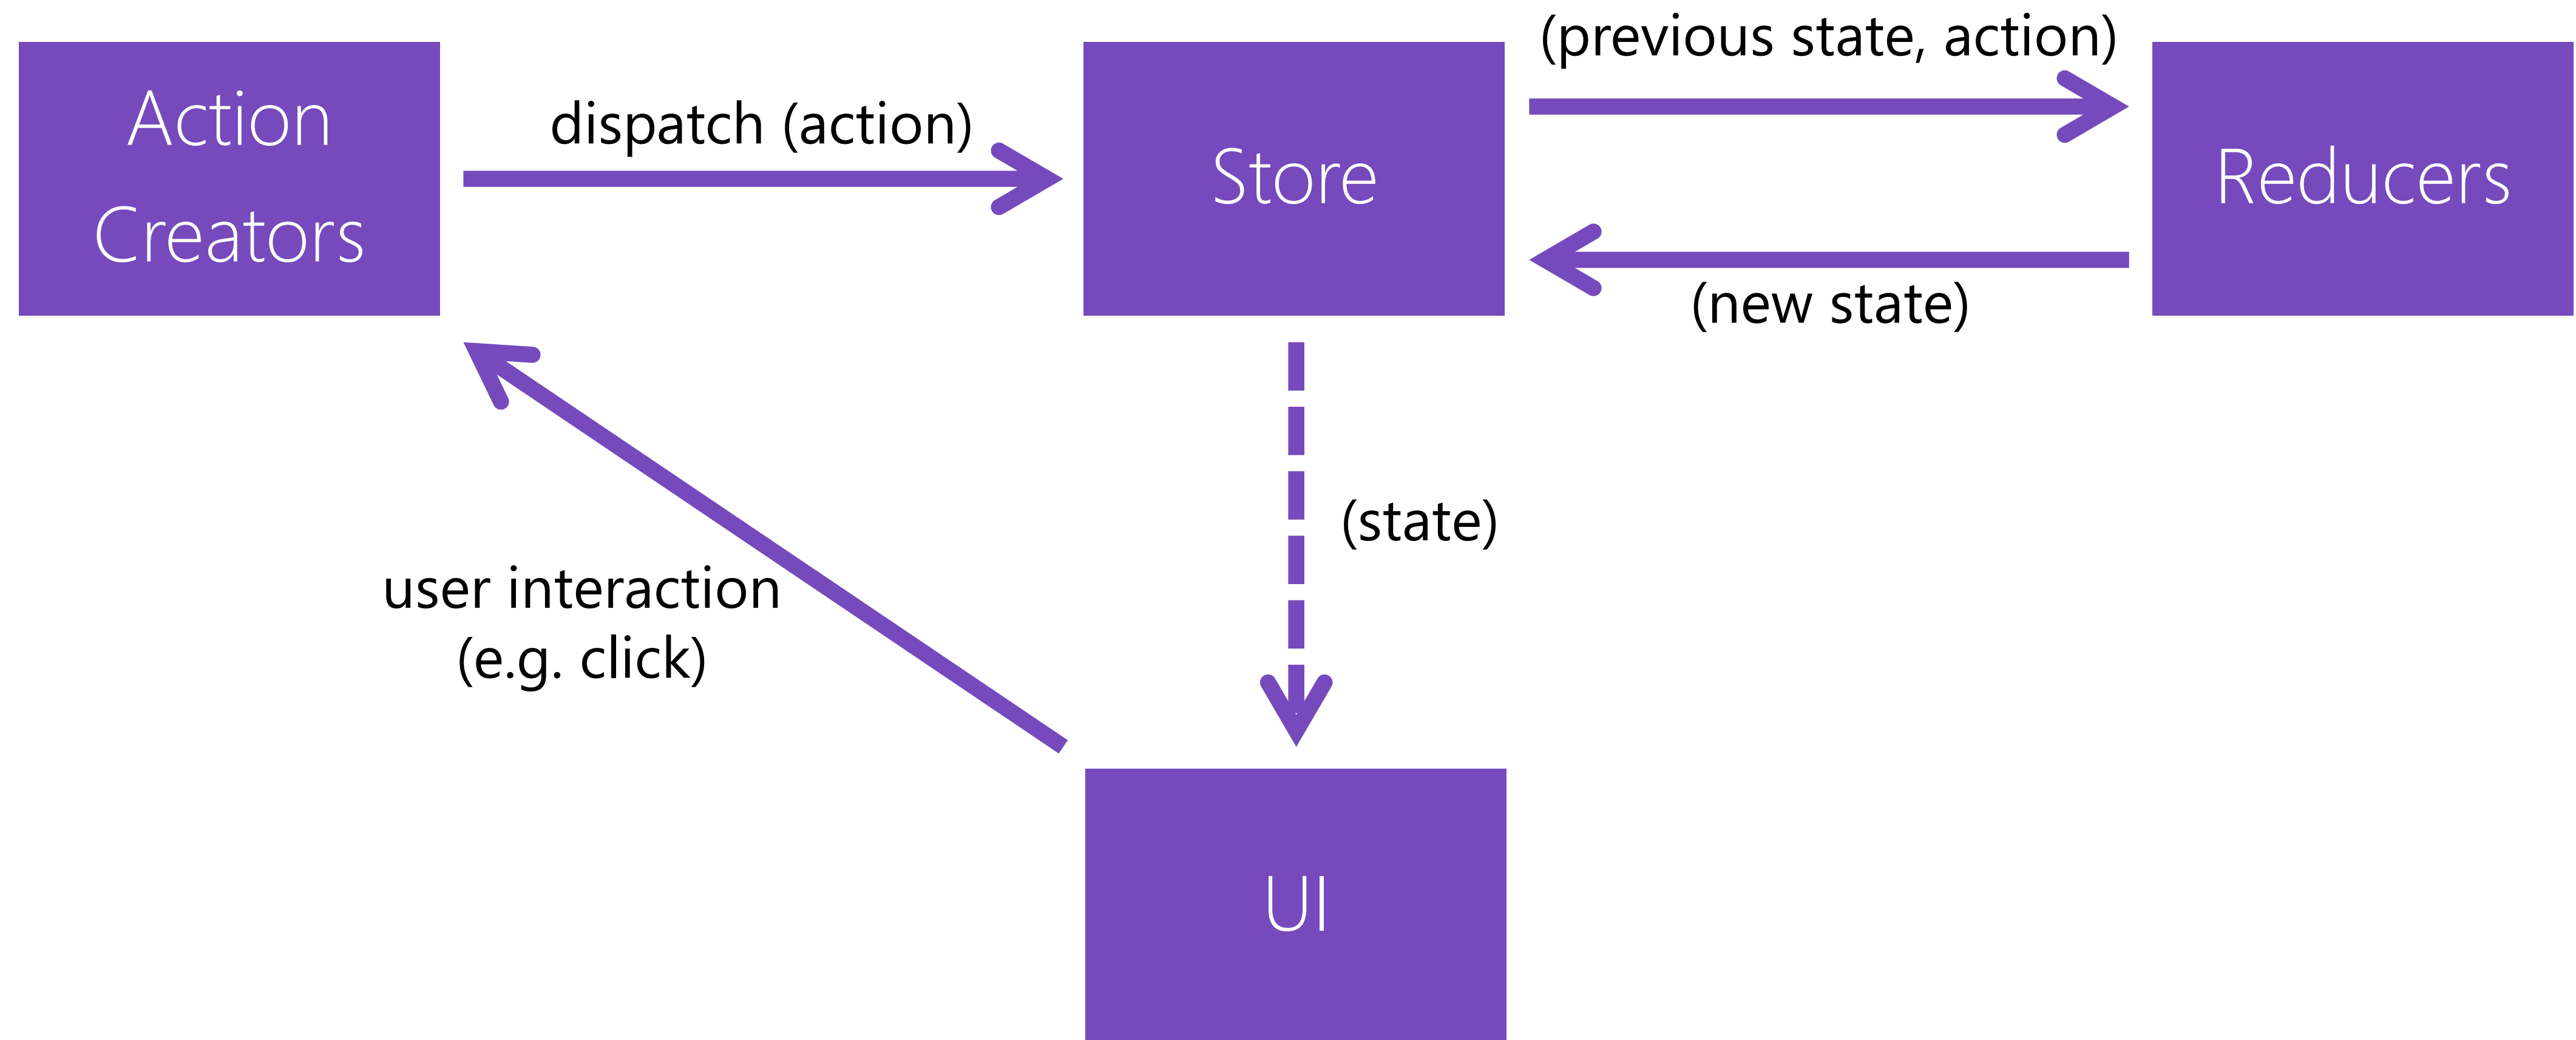 Action
Creators
dispatch (action)
Store
(previous state, action)
(new state)
Reducers
(state)
user interaction
(e.g. click)
UI